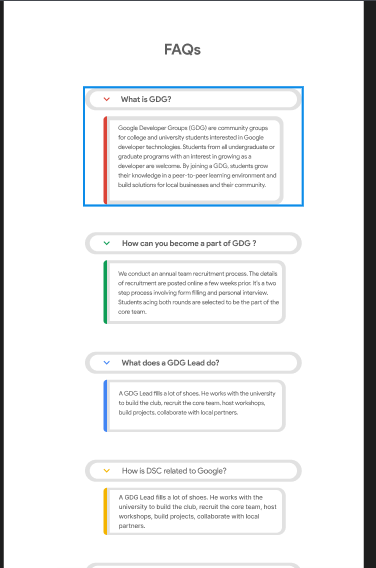 FAQs
What is GDG?
Google Developer Groups (GDG) are community groups
for college and university students interested in Google
developer technologies. Students from all undergraduate or
graduate programs with an interest in growing as a
developer are welcome. By joining a GDG, students grow
their knowledge in a peer-to-peer learning environment and
build solutions for local businesses and their community.
How can you become a part of GDG ?
We conduct an annual team recruitment process. The details
of recruitment are posted online a few weeks prior. It's a two
step process involving form filling and personal interview.
Students acing both rounds are selected to be the part of the
core team.
What does a GDG Lead do?
A GDG Lead fills a lot of shoes. He works with the university
to build the club, recruit the core team, host workshops,
build projects, collaborate with local partners.
How is DSC related to Google?
A GDG Lead fills a lot of shoes. He works with the
university to build the club, recruit the core team, host
workshops, build projects, collaborate with local
partners.